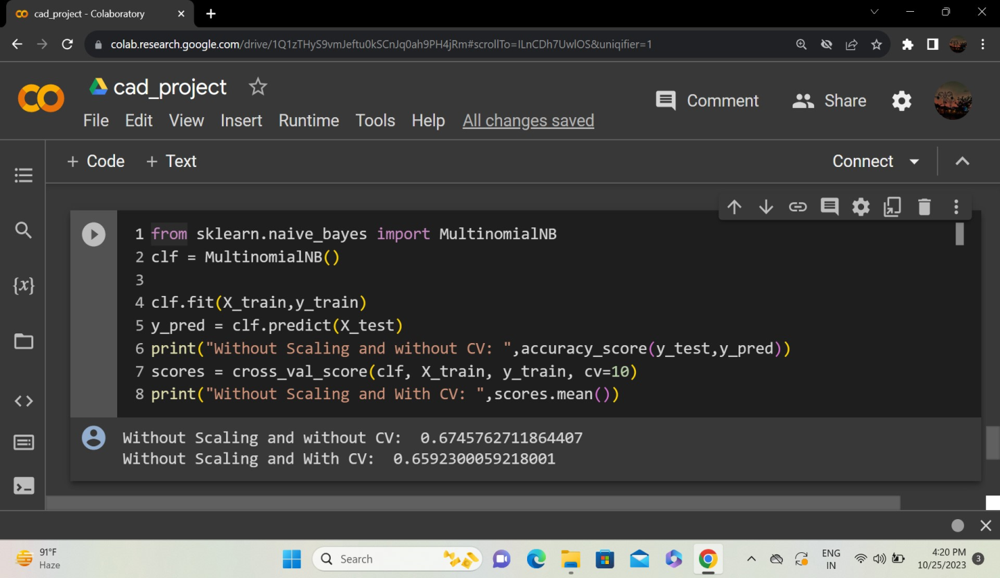 cad_project - Colaboratory
colab.research.google.com/drive/1Q1zTHyS9vmJeftu0kSCnJq0ah9PH4jRm#scrollTo=ILnCDh7UwlOS&uniqifier=1
cad_project
Comment
Share
File Edit View Insert Runtime Tools Help All changes saved
+ Code + Text
Connect
1 from sklearn.naive_bayes import MultinomialNB
2 clf = MultinomialNB()
3
4 clf.fit(X_train,y_train)
5 y_pred = clf.predict(X_test)
6 print("Without Scaling and without CV: ",accuracy_score(y_test,y_pred))
7 scores = cross_val_score(clf, X_train, y_train, cv=10)
8 print("Without Scaling and With CV: ",scores.mean())
{x}
Without Scaling and without CV:  0.6745762711864407
Without Scaling and With CV:  0.6592300059218001
91°F
Haze
Search
ENG
IN
4:20 PM
10/25/2023
3